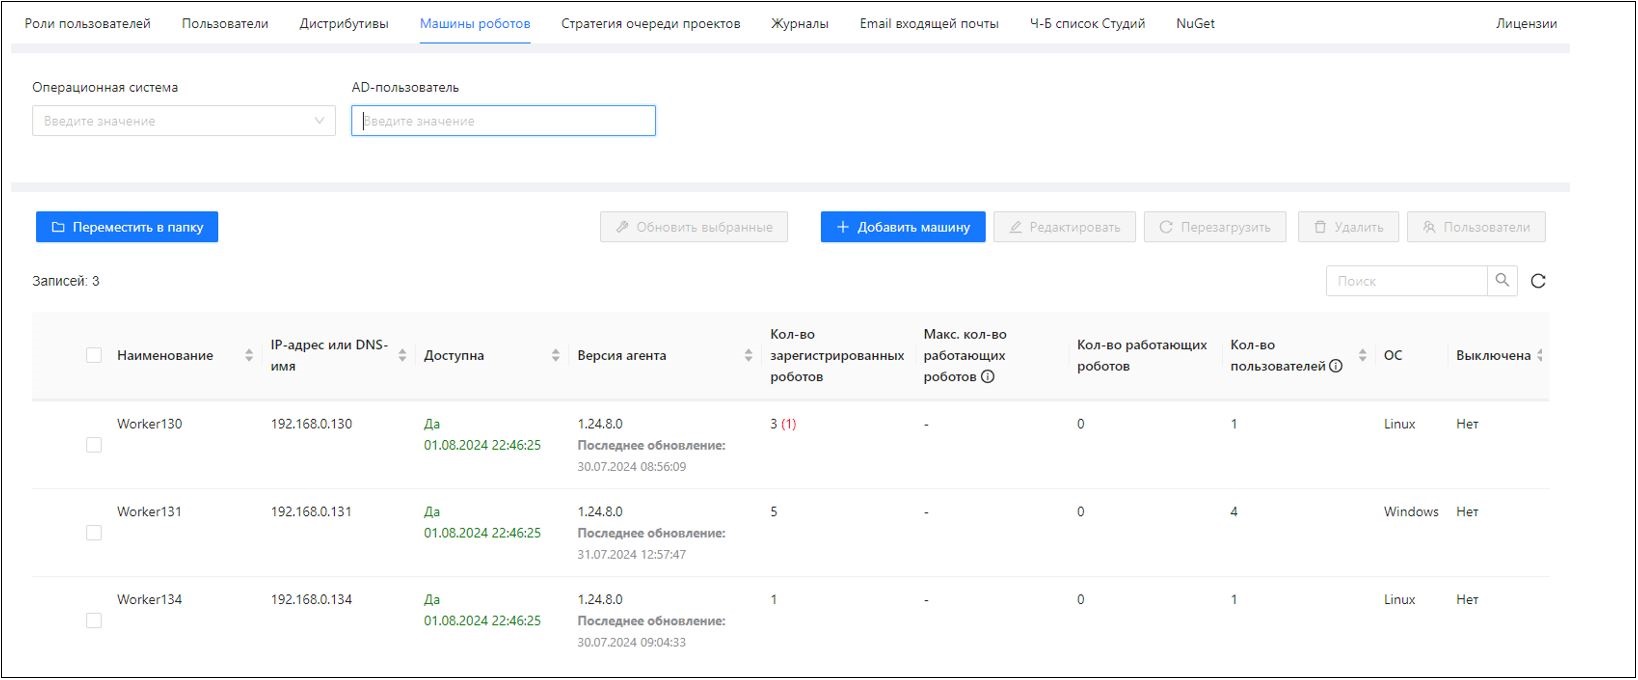 Роли пользователей Пользователи Дистрибутивы Машины роботов Стратегия очереди проектов Журналы Email входящей почты Ч-Б список Студий NuGet Лицензии
Операционная система AD-пользователь
Введите значение Введите значение
Переместить в папку Обновить выбранные Добавить машину Редактировать Перезагрузить Удалить Пользователи
Записей: 3 Поиск
Наименование
IP-адрес или DNS-
имя
Доступна
Версия агента
Кол-во
зарегистрированных
роботов
Макс. кол-во
работающих
роботов
Кол-во работающих
роботов
Кол-во
пользователей
ОС
Выключена
Worker130 192.168.0.130 Да 1.24.8.0 3 (1) - 0 1 Linux Нет
01.08.2024 22:46:25 Последнее обновление:
30.07.2024 08:56:09
Worker131 192.168.0.131 Да 1.24.8.0 5 - 0 4 Windows Нет
01.08.2024 22:46:25 Последнее обновление:
31.07.2024 12:57:47
Worker134 192.168.0.134 Да 1.24.8.0 1 - 0 1 Linux Нет
01.08.2024 22:46:25 Последнее обновление:
30.07.2024 09:04:33